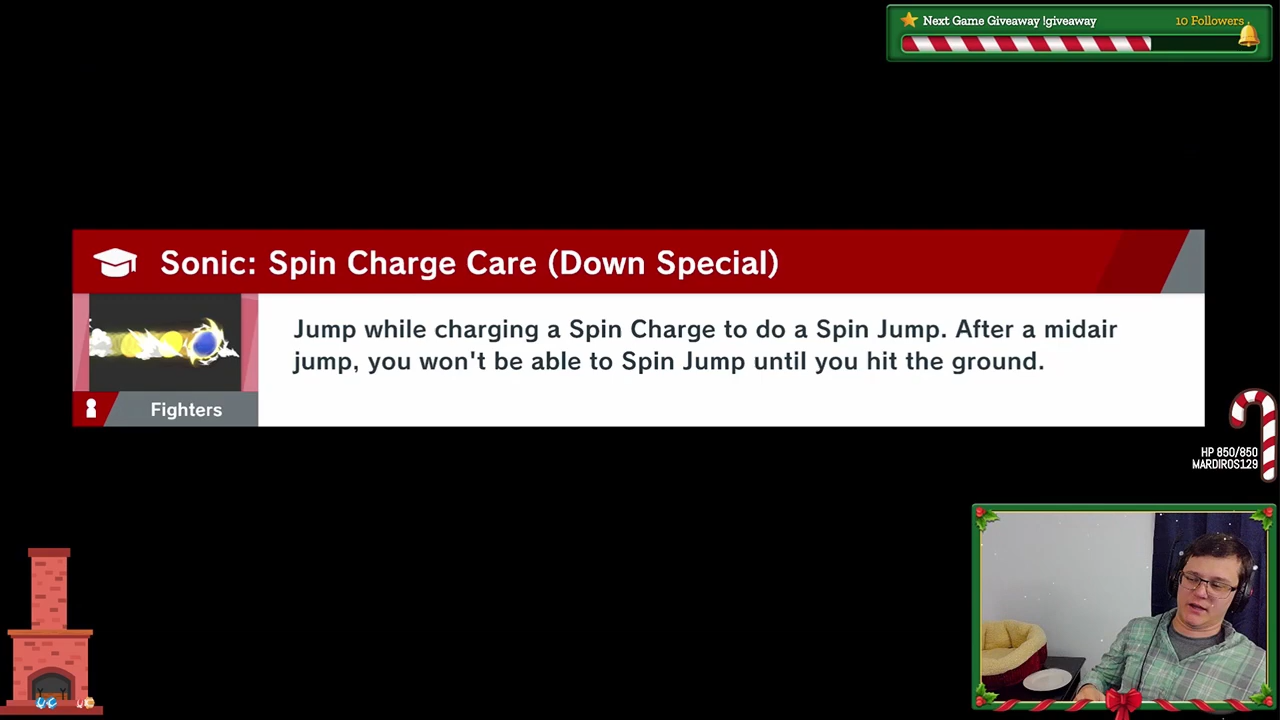 Next Game Giveaway !giveaway
10 Followers
Sonic: Spin Charge Care (Down Special)
Jump while charging a Spin Charge to do a Spin Jump. After a midair
jump, you won't be able to Spin Jump until you hit the ground.
Fighters
HP 850/850
MARDIROS129